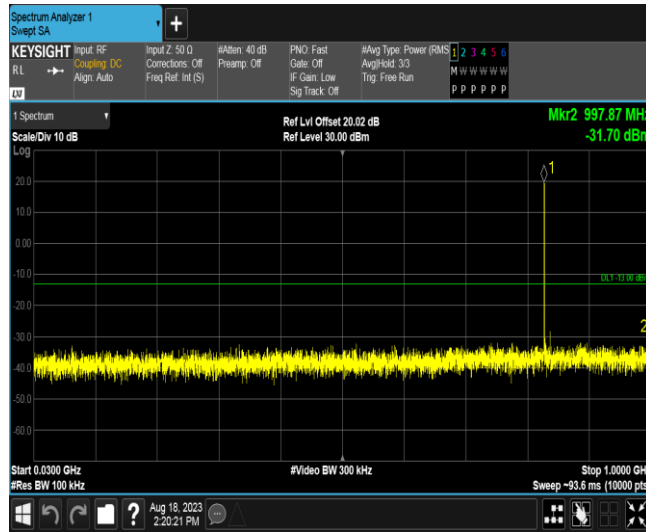 Spectrum Analyzer 1
Swept SA
+
KEYSIGHT Input: RF Input Z: 50 Ω #Atten: 40 dB PNO: Fast #Avg Type: Power (RMS 1 2 3 4 5 6
RL Coupling: DC Corrections: Off Preamp: Off Gate: Off Avg|Hold: 3/3 M W W W W W
Align: Auto Freq Ref: Int (S) IF Gain: Low Trig: Free Run
Sig Track: Off P P P P P P
LXI
1 Spectrum
Ref Lvl Offset 20.02 dB Mkr2 997.87 MHz
Scale/Div 10 dB Ref Level 30.00 dBm -31.70 dBm
Log
1
20.0
10.0
0.00
-10.0
DL1 -13.00 dBm
-20.0
-30.0
2
-40.0
-50.0
-60.0
Start 0.0300 GHz #Video BW 300 kHz Stop 1.0000 GHz
#Res BW 100 kHz Sweep ~93.6 ms (10000 pts
?
Aug 18, 2023
2:20:21 PM